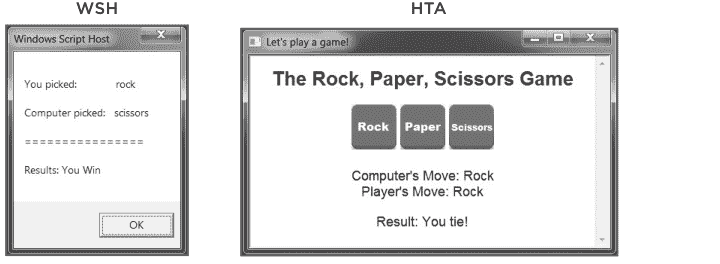 WSH
Windows Script Host
X
You picked: rock
Computer picked: scissors
================
Results: You Win
OK
HTA
Let's play a game!
X
The Rock, Paper, Scissors Game
Rock Paper Scissors
Computer's Move: Rock
Player's Move: Rock
Result: You tie!